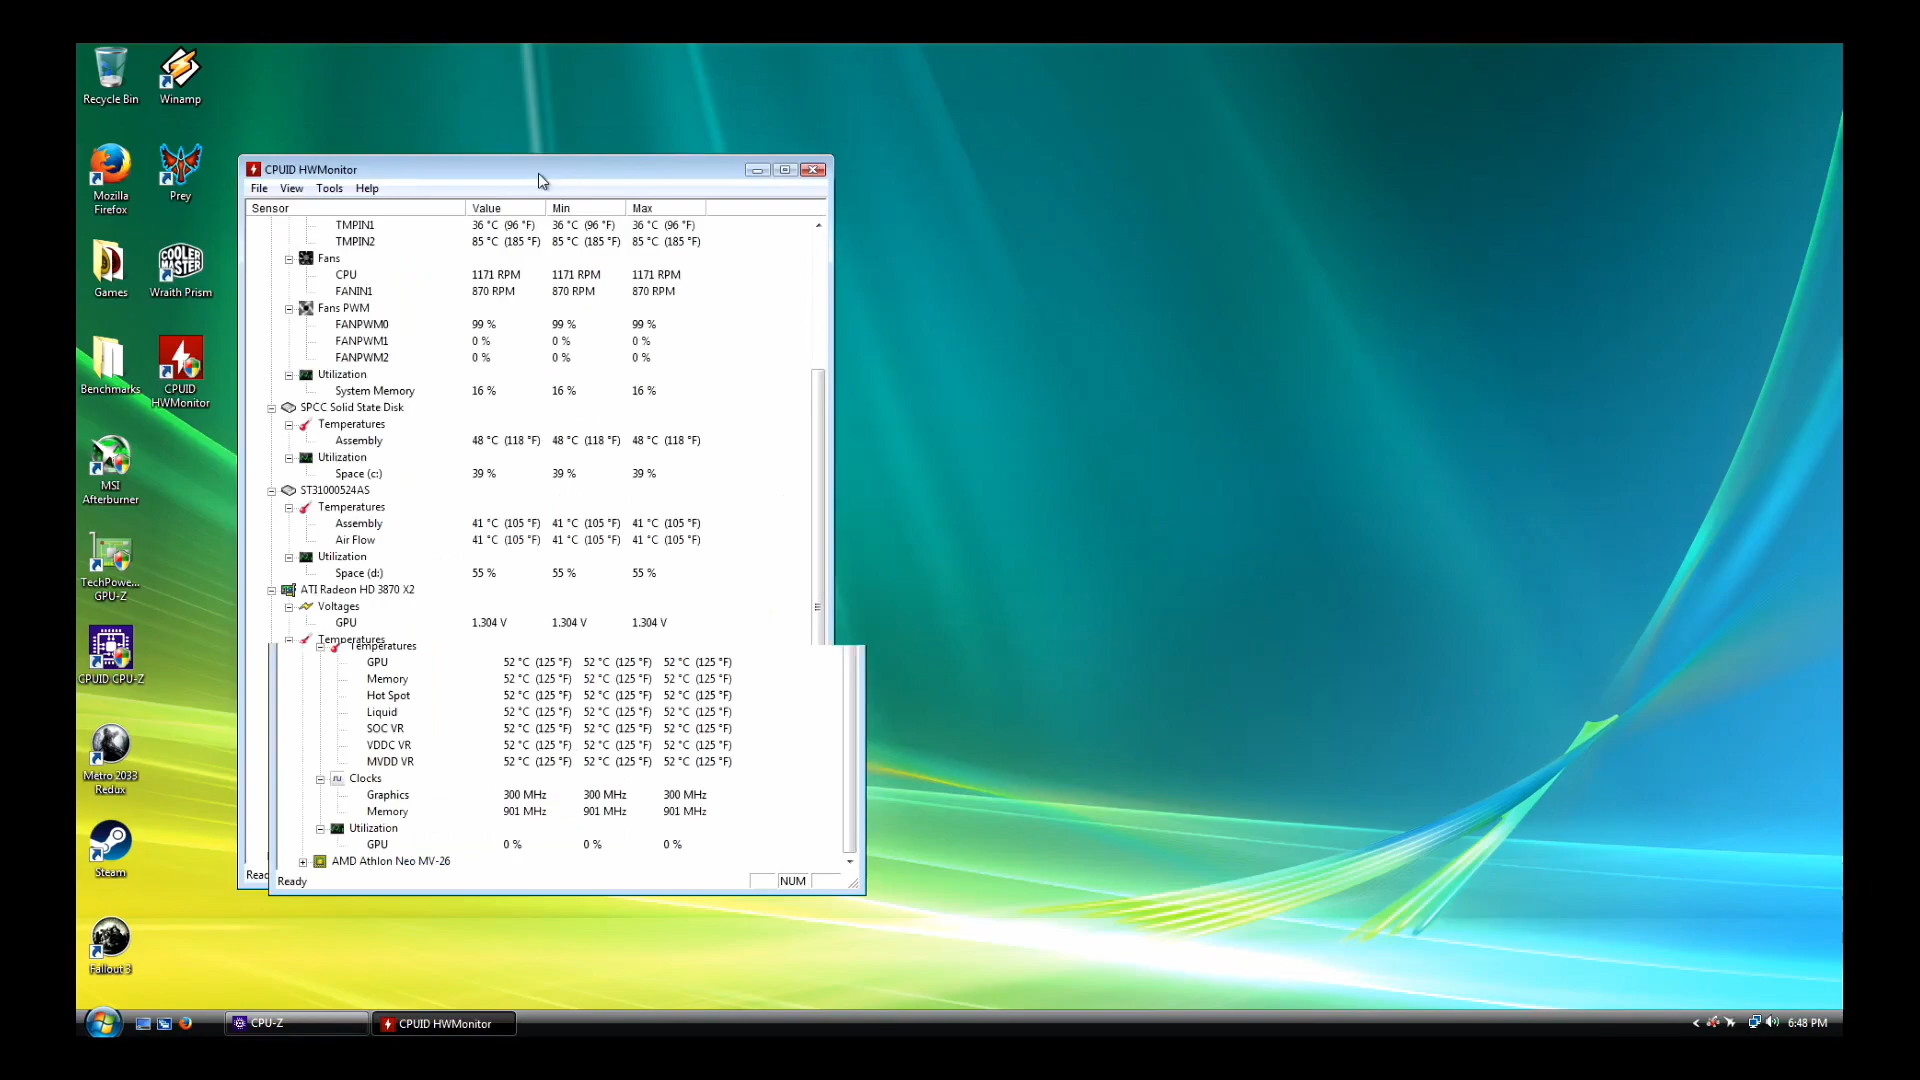 Recycle Bin
Winamp
Mozilla
Firefox
Prey
Games
COOLER
MASTER
Wraith Prism
Benchmarks
CPUID
HWMonitor
MSI
Afterburner
TechPowe...
GPU-Z
CPUID CPU-Z
Metro 2033
Redux
Steam
Fallout 3
CPUID HWMonitor
File View Tools Help
Sensor Value Min Max
TMPIN1 36 °C (96 °F) 36 °C (96 °F) 36 °C (96 °F)
TMPIN2 85 °C (185 °F) 85 °C (185 °F) 85 °C (185 °F)
Fans
CPU 1171 RPM 1171 RPM 1171 RPM
FANIN1 870 RPM 870 RPM 870 RPM
Fans PWM
FANPWM0 99 % 99 % 99 %
FANPWM1 0 % 0 % 0 %
FANPWM2 0 % 0 % 0 %
Utilization
System Memory 16 % 16 % 16 %
SPCC Solid State Disk
Temperatures
Assembly 48 °C (118 °F) 48 °C (118 °F) 48 °C (118 °F)
Utilization
Space (c:) 39 % 39 % 39 %
ST31000524AS
Temperatures
Assembly 41 °C (105 °F) 41 °C (105 °F) 41 °C (105 °F)
Air Flow 41 °C (105 °F) 41 °C (105 °F) 41 °C (105 °F)
Utilization
Space (d:) 55 % 55 % 55 %
ATI Radeon HD 3870 X2
Voltages
GPU 1.304 V 1.304 V 1.304 V
Temperatures
Temperatures
GPU 52 °C (125 °F) 52 °C (125 °F) 52 °C (125 °F)
Memory 52 °C (125 °F) 52 °C (125 °F) 52 °C (125 °F)
Hot Spot 52 °C (125 °F) 52 °C (125 °F) 52 °C (125 °F)
Liquid 52 °C (125 °F) 52 °C (125 °F) 52 °C (125 °F)
SOC VR 52 °C (125 °F) 52 °C (125 °F) 52 °C (125 °F)
VDDC VR 52 °C (125 °F) 52 °C (125 °F) 52 °C (125 °F)
MVDD VR 52 °C (125 °F) 52 °C (125 °F) 52 °C (125 °F)
Clocks
Graphics 300 MHz 300 MHz 300 MHz
Memory 901 MHz 901 MHz 901 MHz
Utilization
GPU 0 % 0 % 0 %
AMD Athlon Neo MV-26
Reac
Ready NUM
CPU-Z
CPUID HWMonitor
6:48 PM